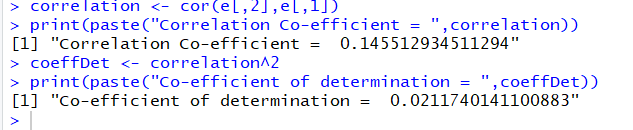 > correlation <- cor(e[,2],e[,1])
> print(paste("Correlation Co-efficient = ",correlation))
[1] "Correlation Co-efficient =  0.145512934511294"
> coeffDet <- correlation^2
> print(paste("Co-efficient of determination = ",coeffDet))
[1] "Co-efficient of determination =  0.0211740141100883"
>